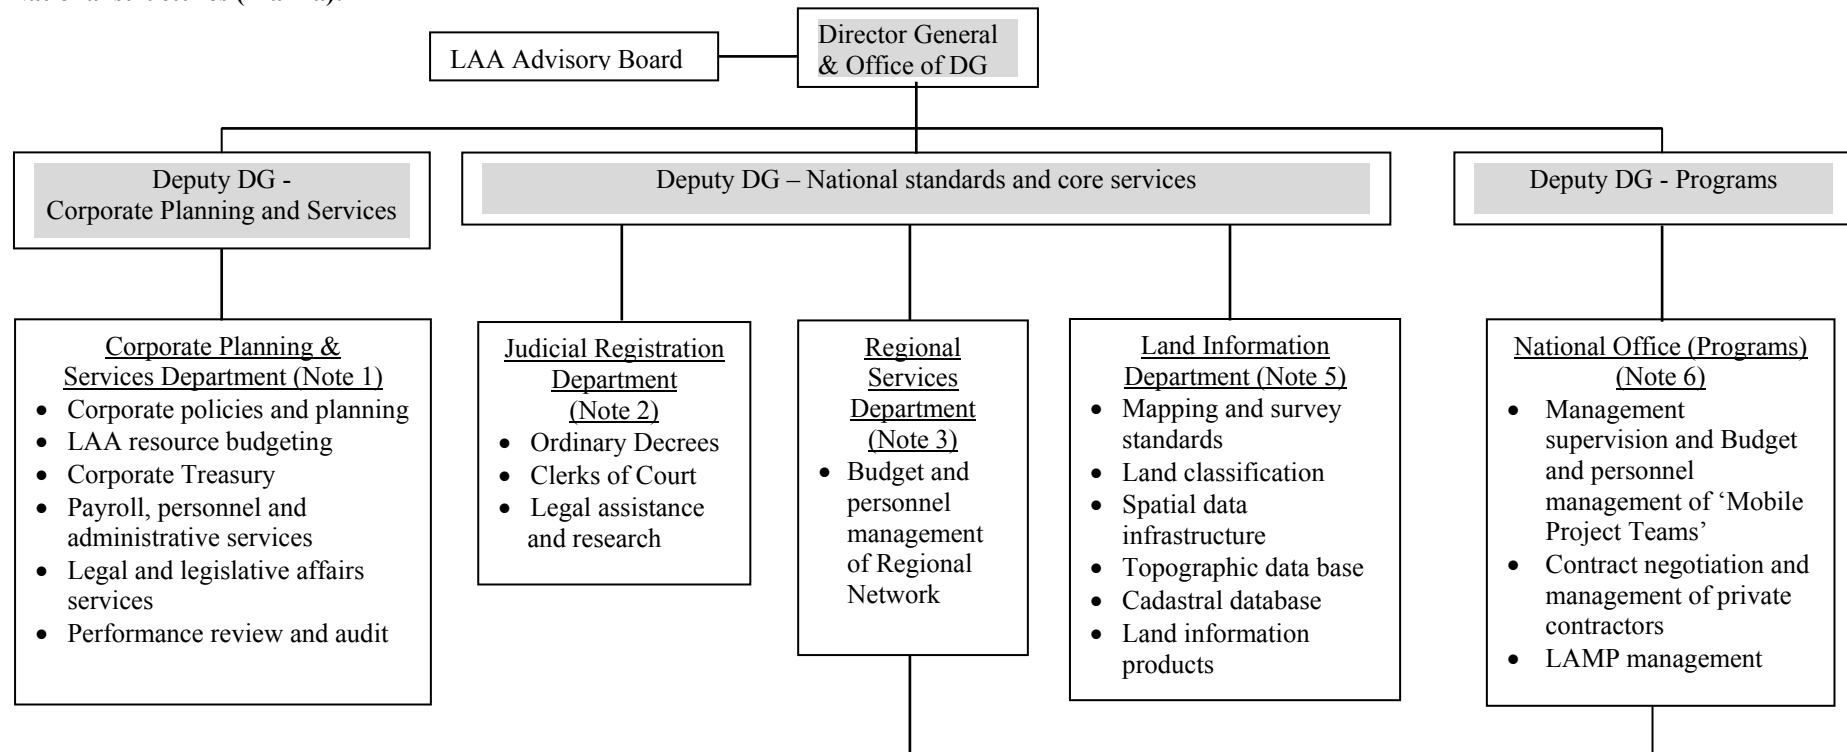 LAA Advisory Board
Director General
& Office of DG
Deputy DG -
Corporate Planning and Services
Deputy DG – National standards and core services
Deputy DG - Programs
Corporate Planning &
Services Department (Note 1)
• Corporate policies and planning
• LAA resource budgeting
• Corporate Treasury
• Payroll, personnel and
administrative services
• Legal and legislative affairs
services
• Performance review and audit
Judicial Registration
Department
(Note 2)
• Ordinary Decrees
• Clerks of Court
• Legal assistance
and research
Regional
Services
Department
(Note 3)
• Budget and
personnel
management
of Regional
Network
Land Information
Department (Note 5)
• Mapping and survey
standards
• Land classification
• Spatial data
infrastructure
• Topographic data base
• Cadastral database
• Land information
products
National Office (Programs)
(Note 6)
• Management
supervision and Budget
and personnel
management of ‘Mobile
Project Teams’
• Contract negotiation and
management of private
contractors
• LAMP management